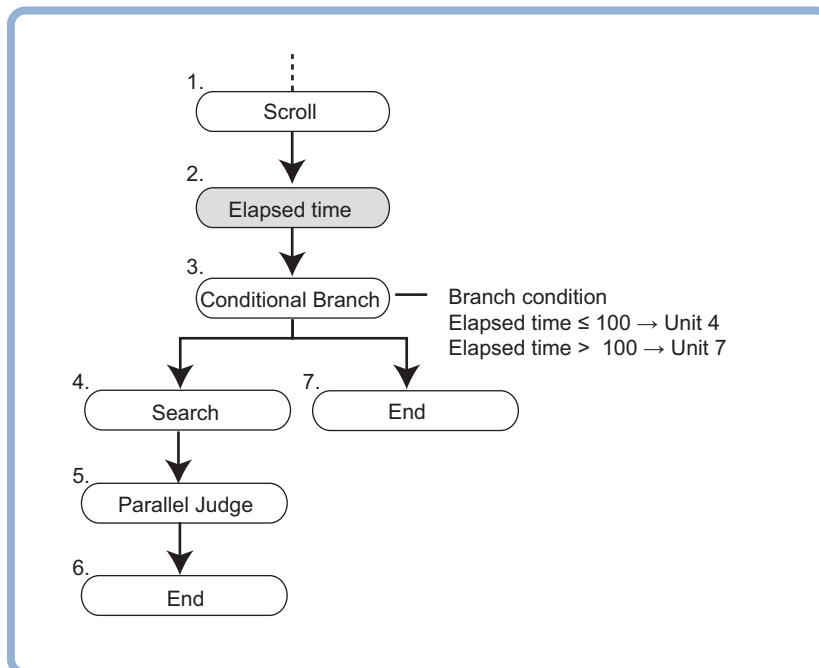 1.
Scroll
2.
Elapsed time
3.
Conditional Branch
Branch condition
Elapsed time ≤ 100 → Unit 4
Elapsed time > 100 → Unit 7
4.
Search
7.
End
5.
Parallel Judge
6.
End